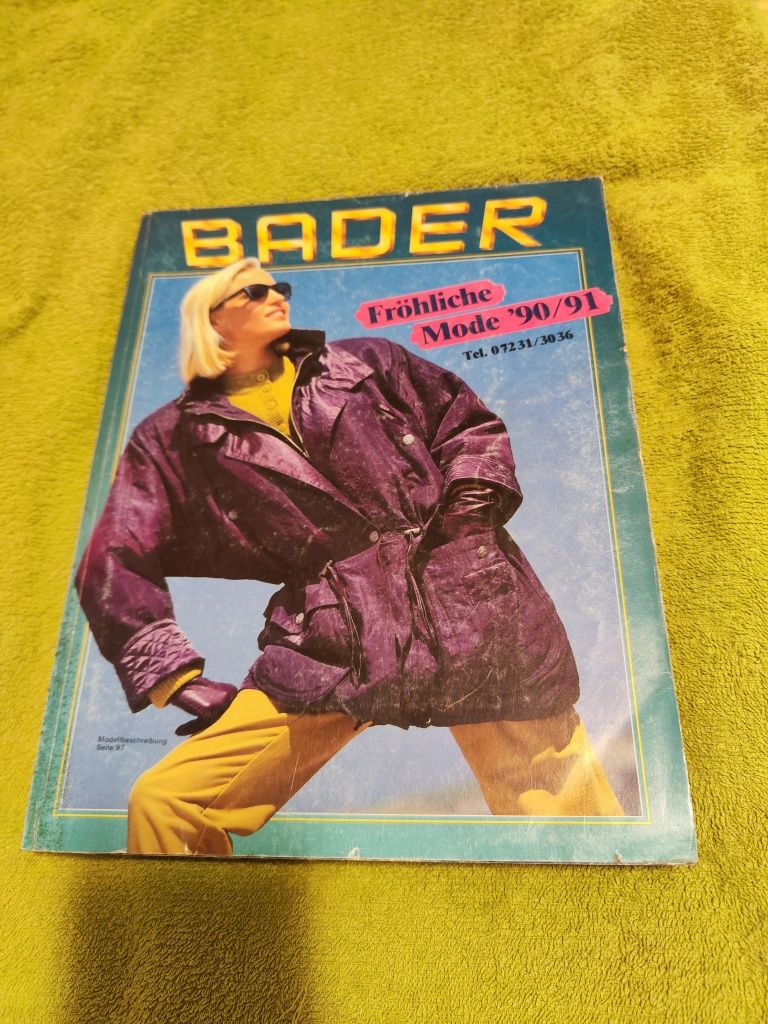 BADER
Fröhliche
Mode '90/91
Tel. 07231/3036
Modellbeschreibung
Seite 97